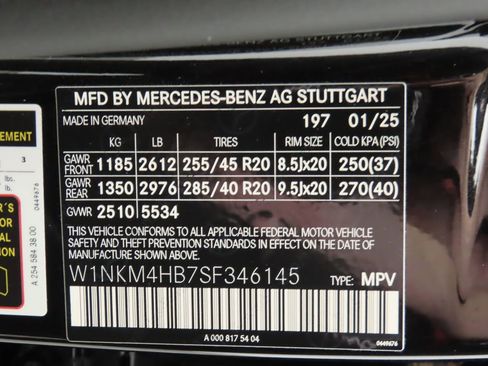 MFD BY MERCEDES-BENZ AG STUTTGART
MADE IN GERMANY 197 01/25
KG LB TIRES RIM SIZE COLD KPA(PSI)
GAWR FRONT 1185 2612 255/45 R20 8.5Jx20 250(37)
GAWR REAR 1350 2976 285/40 R20 9.5Jx20 270(40)
GVWR 2510 5534
THIS VEHICLE CONFORMS TO ALL APPLICABLE FEDERAL MOTOR VEHICLE
SAFETY AND THEFT PREVENTION STANDARDS IN EFFECT ON THE DATE
OF MANUFACTURE SHOWN ABOVE.
W1NKM4HB7SF346145 TYPE: MPV
A 000 817 54 04
0449676
EMENT
3
lbs.
0449676
A 254 584 38 00